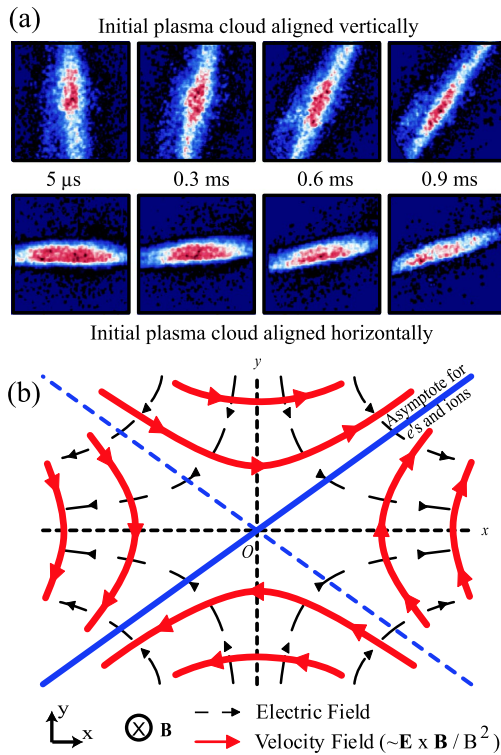 (a)
Initial plasma cloud aligned vertically
5 µs 0.3 ms 0.6 ms 0.9 ms
Initial plasma cloud aligned horizontally
(b)
y
Asymptote for
e's and ions
x
O
y
x
B
Electric Field
Velocity Field (~E x B / B²)